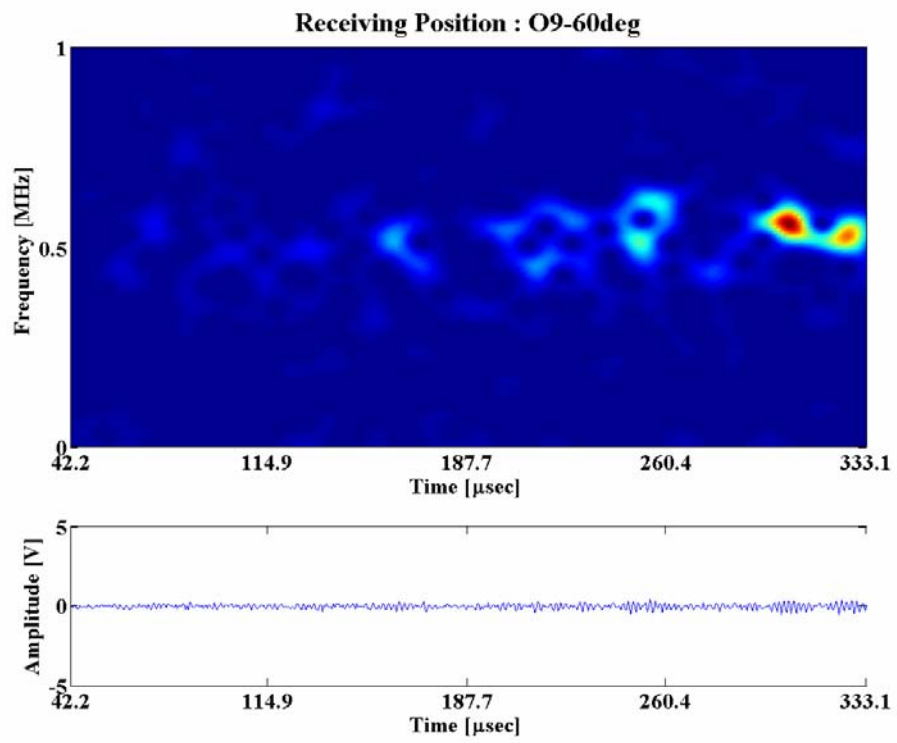 Receiving Position : O9-60deg
1
0.5
0
Frequency [MHz]
42.2 114.9 187.7 260.4 333.1
Time [μsec]
5
0
-5
Amplitude [V]
42.2 114.9 187.7 260.4 333.1
Time [μsec]